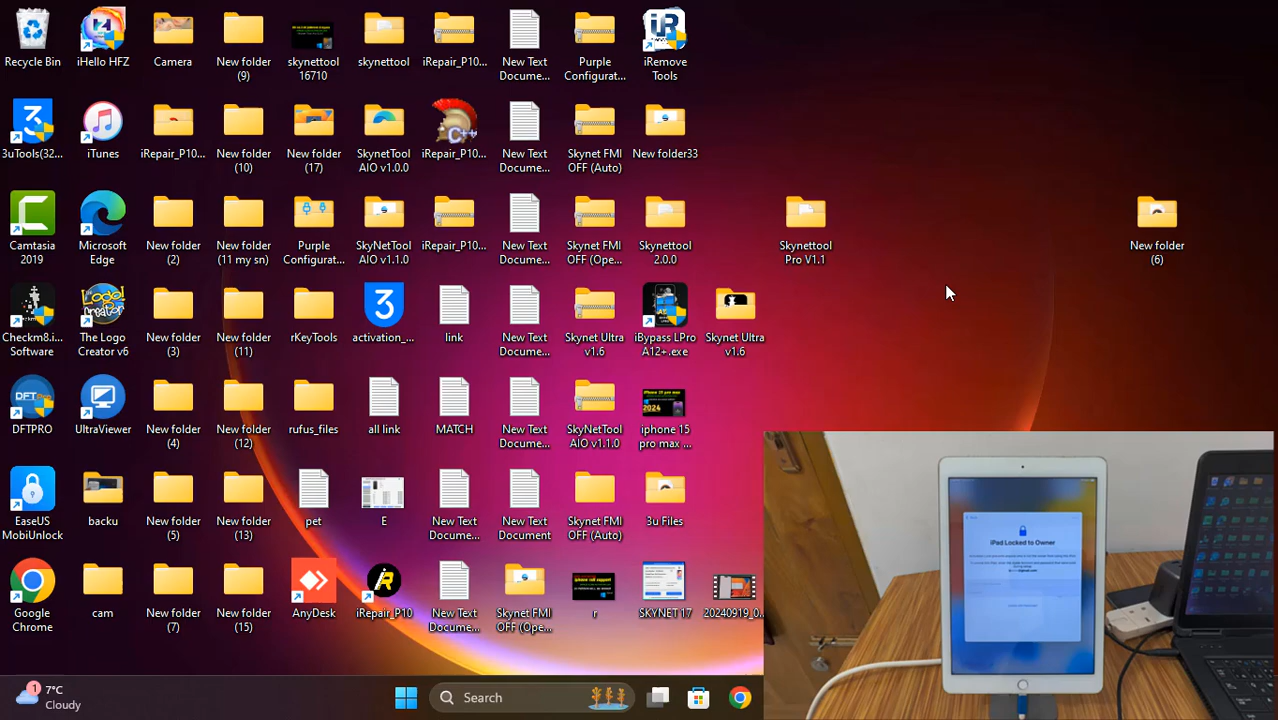 Recycle Bin
iHello HFZ
Camera
New folder
(9)
skynettool
16710
skynettool
iRepair_P10...
New Text
Docume...
Purple
Configurat...
iRemove
Tools
3uTools(32...
iTunes
iRepair_P10...
New folder
(10)
New folder
(17)
SkynetTool
AIO v1.0.0
iRepair_P10...
New Text
Docume...
Skynet FMI
OFF (Auto)
New folder33
Camtasia
2019
Microsoft
Edge
New folder
(2)
New folder
(11 my sn)
Purple
Configurat...
SkyNetTool
AIO v1.1.0
iRepair_P10...
New Text
Docume...
Skynet FMI
OFF (Ope...
Skynettool
2.0.0
Skynettool
Pro V1.1
New folder
(6)
Checkm8.i...
Software
The Logo
Creator v6
New folder
(3)
New folder
(11)
rKeyTools
activation_...
link
New Text
Docume...
Skynet Ultra
v1.6
iBypass LPro
A12+.exe
Skynet Ultra
v1.6
DFTPRO
UltraViewer
New folder
(4)
New folder
(12)
rufus_files
all link
MATCH
New Text
Docume...
SkyNetTool
AIO v1.1.0
iphone 15
pro max ...
EaseUS
MobiUnlock
backu
New folder
(5)
New folder
(13)
pet
E
New Text
Docume...
New Text
Document
Skynet FMI
OFF (Auto)
3u Files
Google
Chrome
cam
New folder
(7)
New folder
(15)
AnyDesk
iRepair_P10
New Text
Docume...
Skynet FMI
OFF (Ope...
r
SKYNET 17
20240919_0...
iPad Locked to Owner
1
7°C
Cloudy
Search